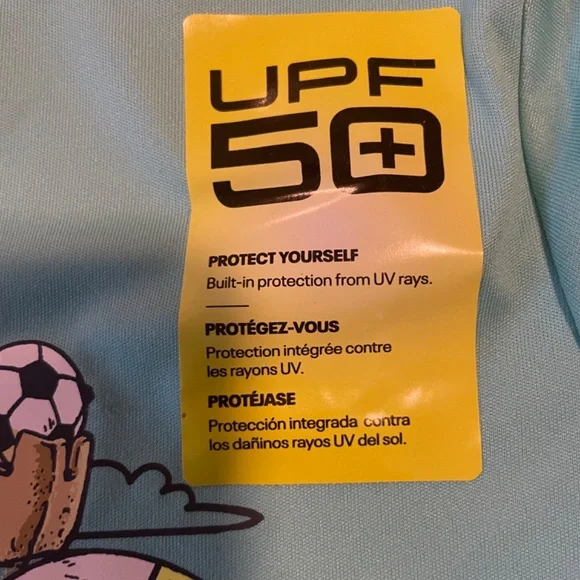 UPF
50+
PROTECT YOURSELF
Built-in protection from UV rays.
PROTÉGEZ-VOUS
Protection intégrée contre
les rayons UV.
PROTÉJASE
Protección integrada contra
los dañinos rayos UV del sol.